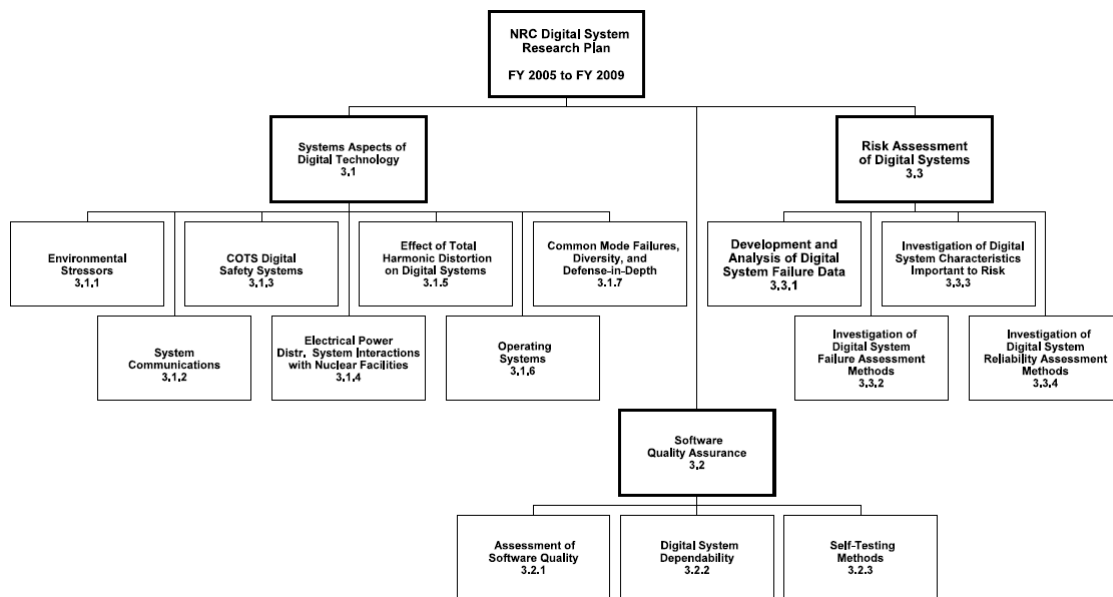 NRC Digital System
Research Plan
FY 2005 to FY 2009
Systems Aspects of
Digital Technology
3.1
Risk Assessment
of Digital Systems
3.3
Environmental
Stressors
3.1.1
COTS Digital
Safety Systems
3.1.3
Effect of Total
Harmonic Distortion
on Digital Systems
3.1.5
Common Mode Failures,
Diversity, and
Defense-in-Depth
3.1.7
Development and
Analysis of Digital
System Failure Data
3.3.1
Investigation of Digital
System Characteristics
Important to Risk
3.3.3
System
Communications
3.1.2
Electrical Power
Distr. System Interactions
with Nuclear Facilities
3.1.4
Operating
Systems
3.1.6
Investigation of
Digital System
Failure Assessment
Methods
3.3.2
Investigation of
Digital System
Reliability Assessment
Methods
3.3.4
Software
Quality Assurance
3.2
Assessment of
Software Quality
3.2.1
Digital System
Dependability
3.2.2
Self-Testing
Methods
3.2.3